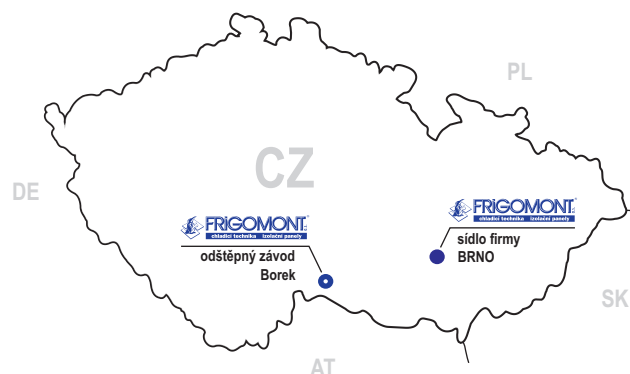 PL
CZ
DE
FRIGOMONT
chladicí technika izolační panely
sídlo firmy
BRNO
FRIGOMONT
chladicí technika izolační panely
odštěpný závod
Borek
SK
AT